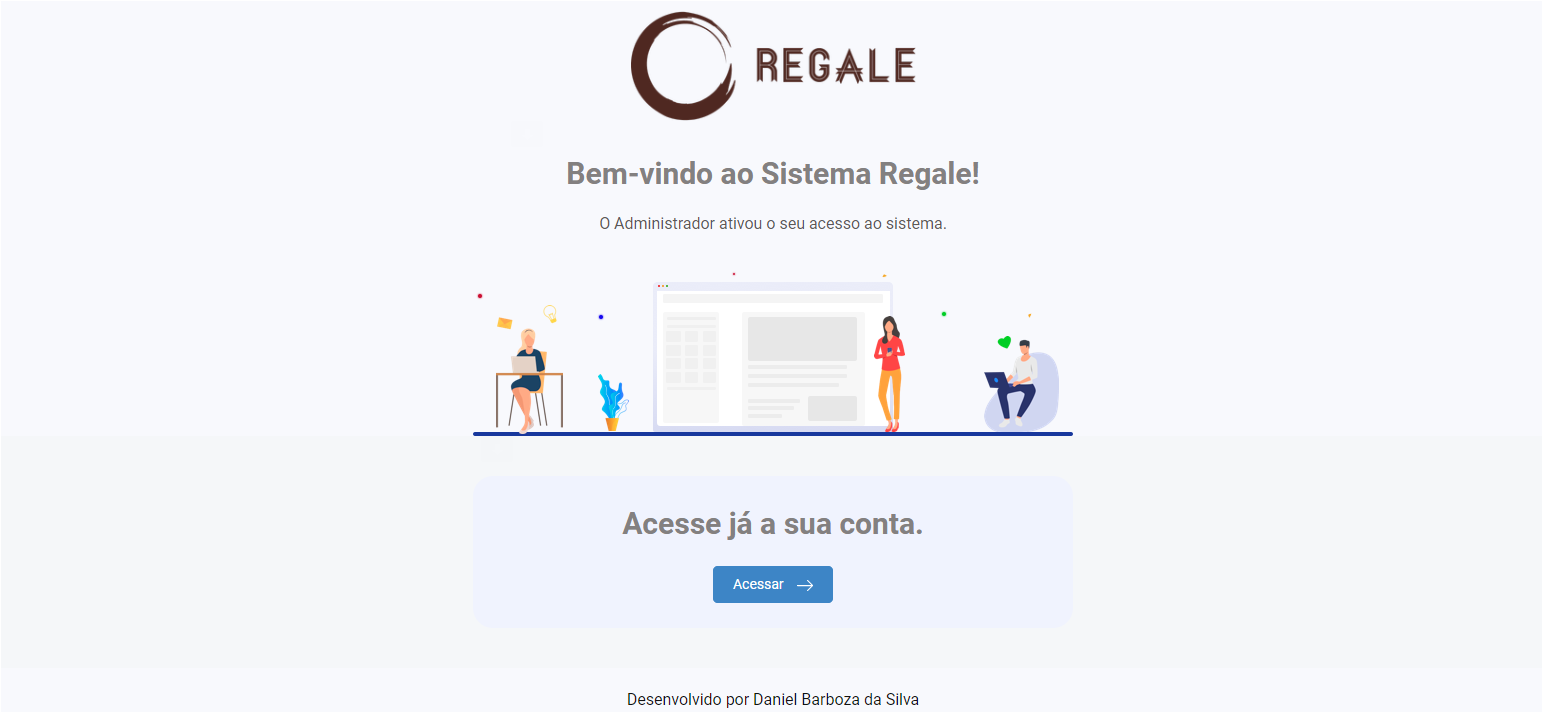 REGALE
Bem-vindo ao Sistema Regale!
O Administrador ativou o seu acesso ao sistema.
Acesse já a sua conta.
Acessar
Desenvolvido por Daniel Barboza da Silva